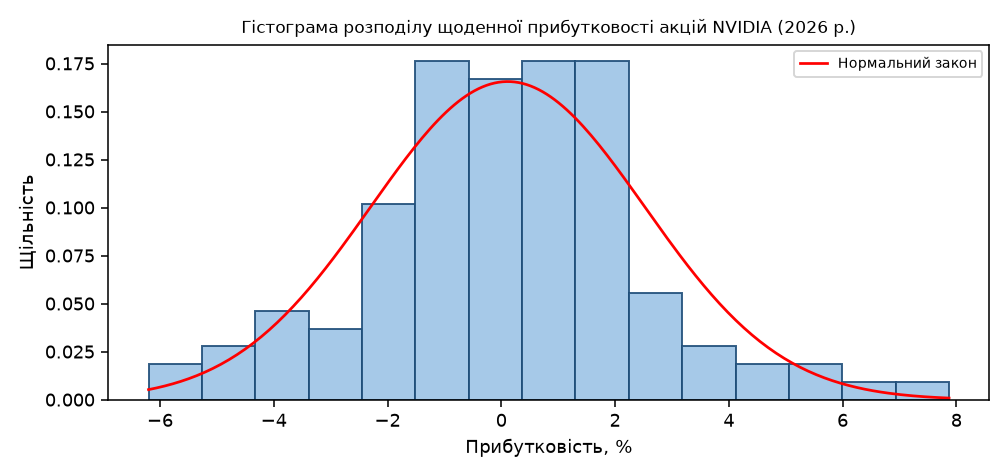 Гістограма розподілу щоденної прибутковості акцій NVIDIA (2026 р.)
Нормальний закон
Щільність
0.175
0.150
0.125
0.100
0.075
0.050
0.025
0.000
−6 −4 −2 0 2 4 6 8
Прибутковість, %